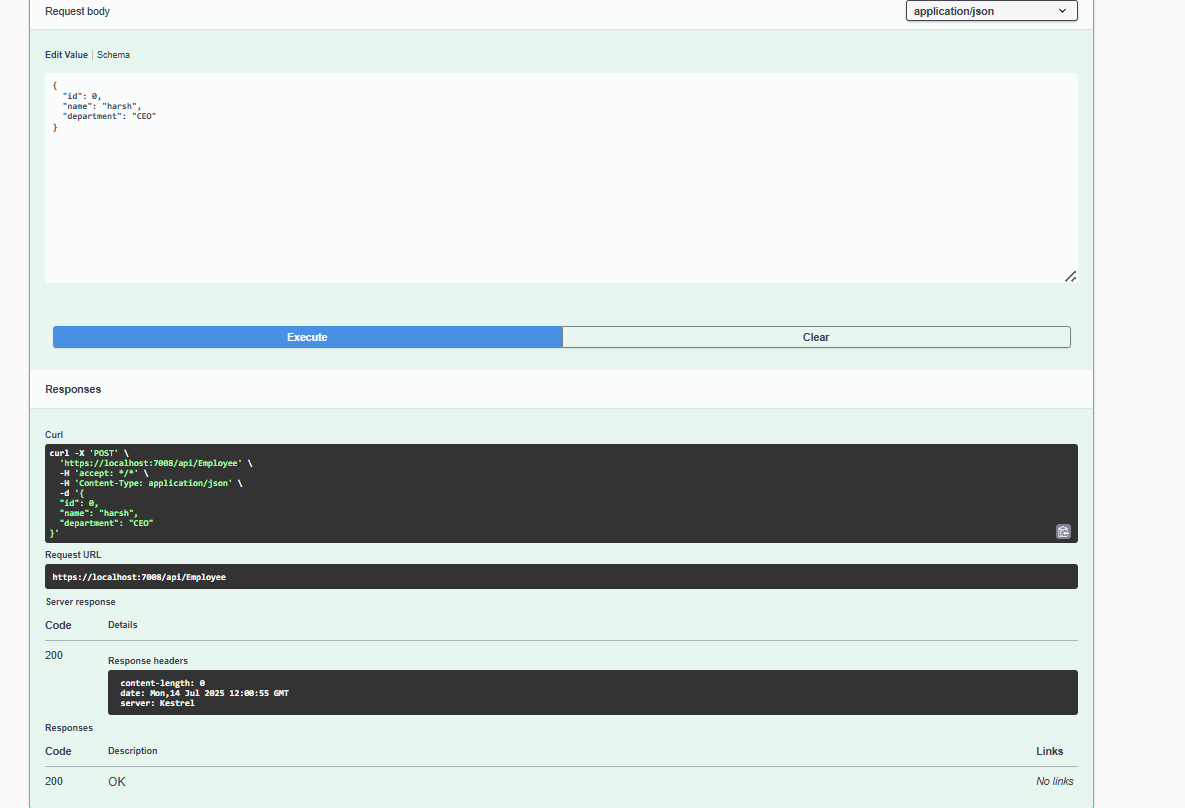 Request body
application/json
Edit Value | Schema
{
  "id": 0,
  "name": "harsh",
  "department": "CEO"
}
Execute
Clear
Responses
Curl
curl -X 'POST' \
  'https://localhost:7008/api/Employee' \
  -H 'accept: */*' \
  -H 'Content-Type: application/json' \
  -d '{
  "id": 0,
  "name": "harsh",
  "department": "CEO"
}'
Request URL
https://localhost:7008/api/Employee
Server response
Code Details
200
Response headers
content-length: 0
date: Mon,14 Jul 2025 12:00:55 GMT
server: Kestrel
Responses
Code Description Links
200 OK No links